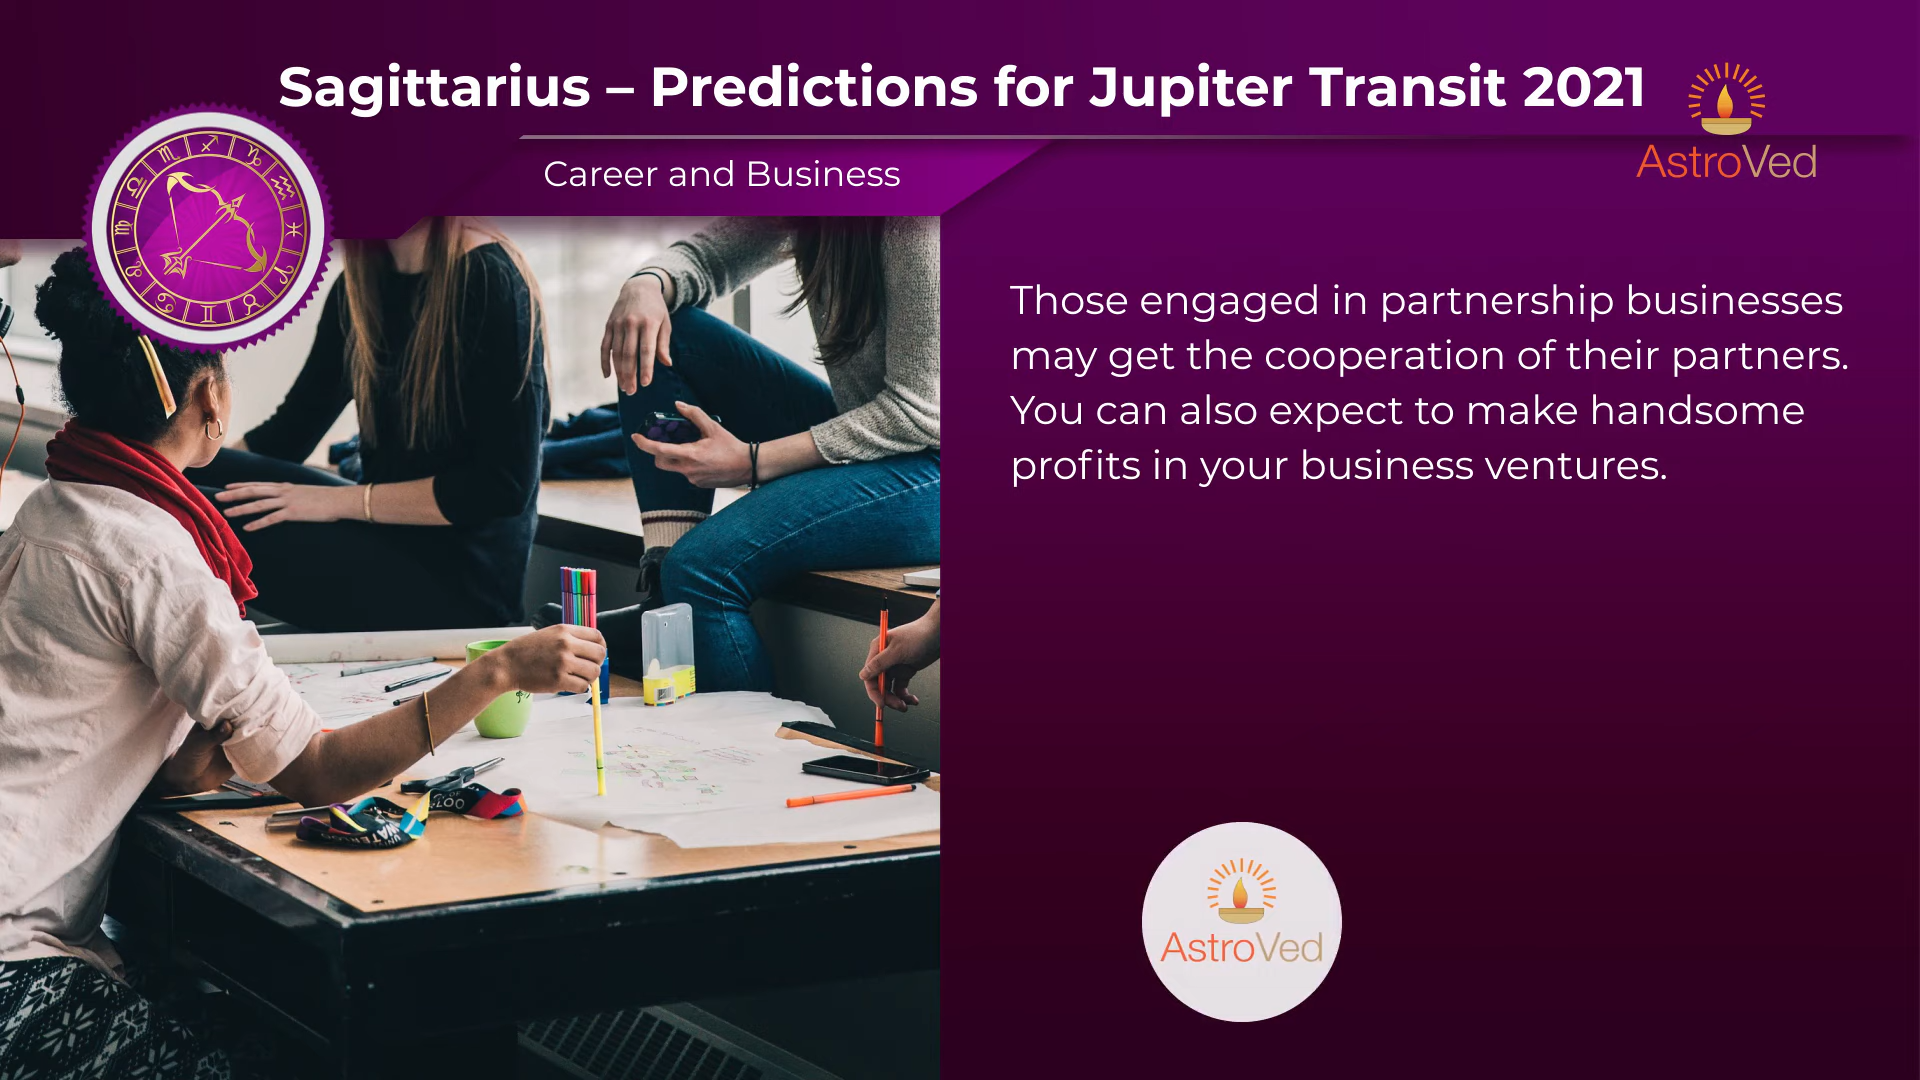 Sagittarius – Predictions for Jupiter Transit 2021
AstroVed
Career and Business
Those engaged in partnership businesses
may get the cooperation of their partners.
You can also expect to make handsome
profits in your business ventures.
AstroVed